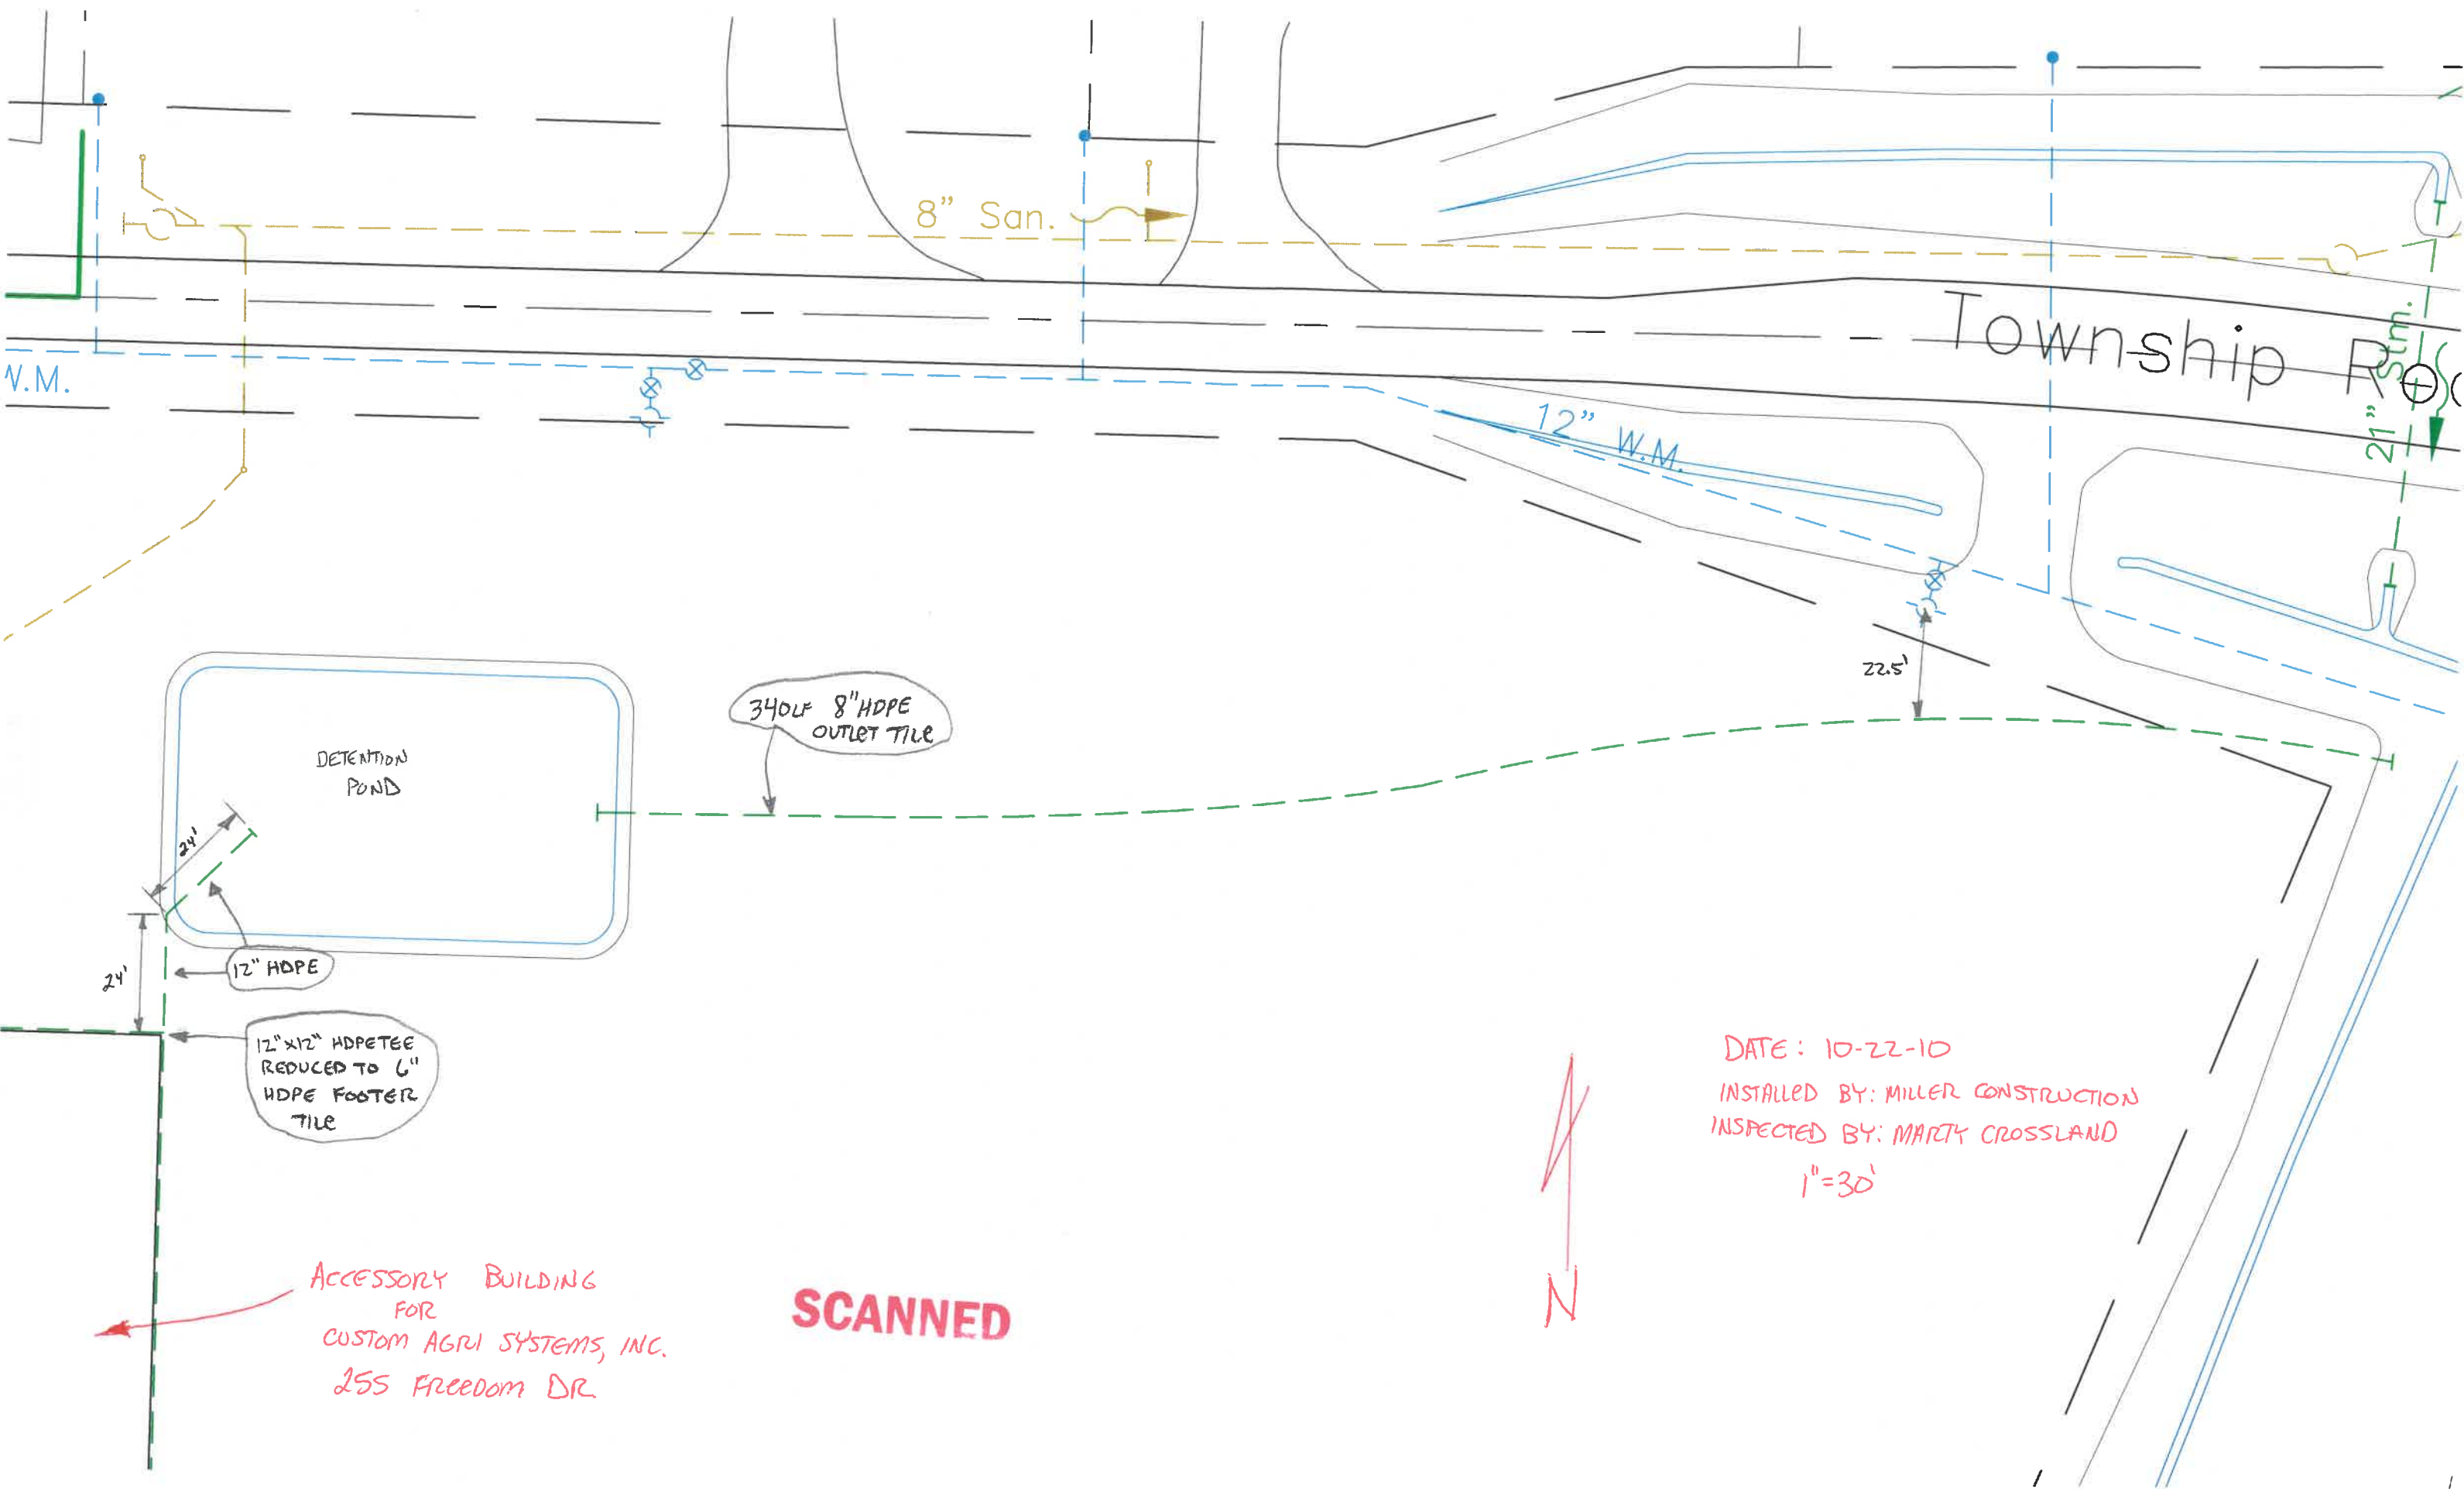 8" San.
Township Ro
21" Stm.
W.M.
12" W.M.
22.5'
340LF 8" HDPE
OUTLET TILE
DETENTION
POND
24'
24'
12" HDPE
12"x12" HDPE TEE
REDUCED TO 6"
HDPE FOOTER
TILE
DATE: 10-22-10
INSTALLED BY: MILLER CONSTRUCTION
INSPECTED BY: MARTY CROSSLAND
1"=30'
N
ACCESSORY BUILDING
FOR
CUSTOM AGRI SYSTEMS, INC.
255 FREEDOM DR.
SCANNED